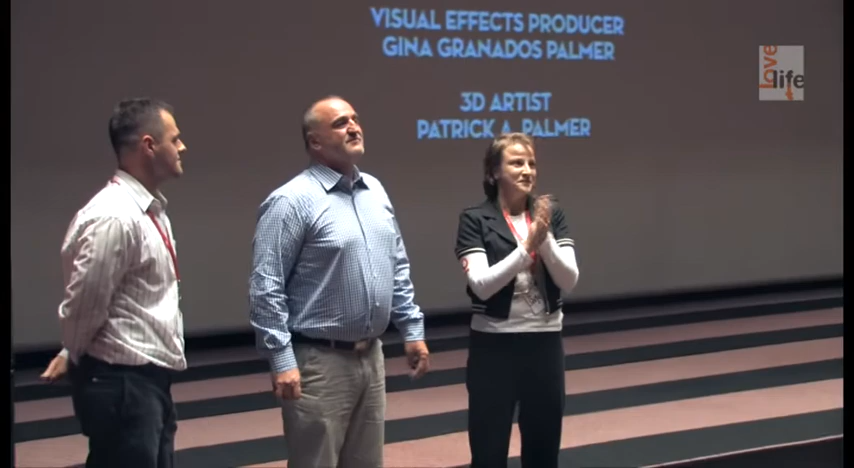 VISUAL EFFECTS PRODUCER
GINA GRANADOS PALMER
3D ARTIST
PATRICK A. PALMER
love
life